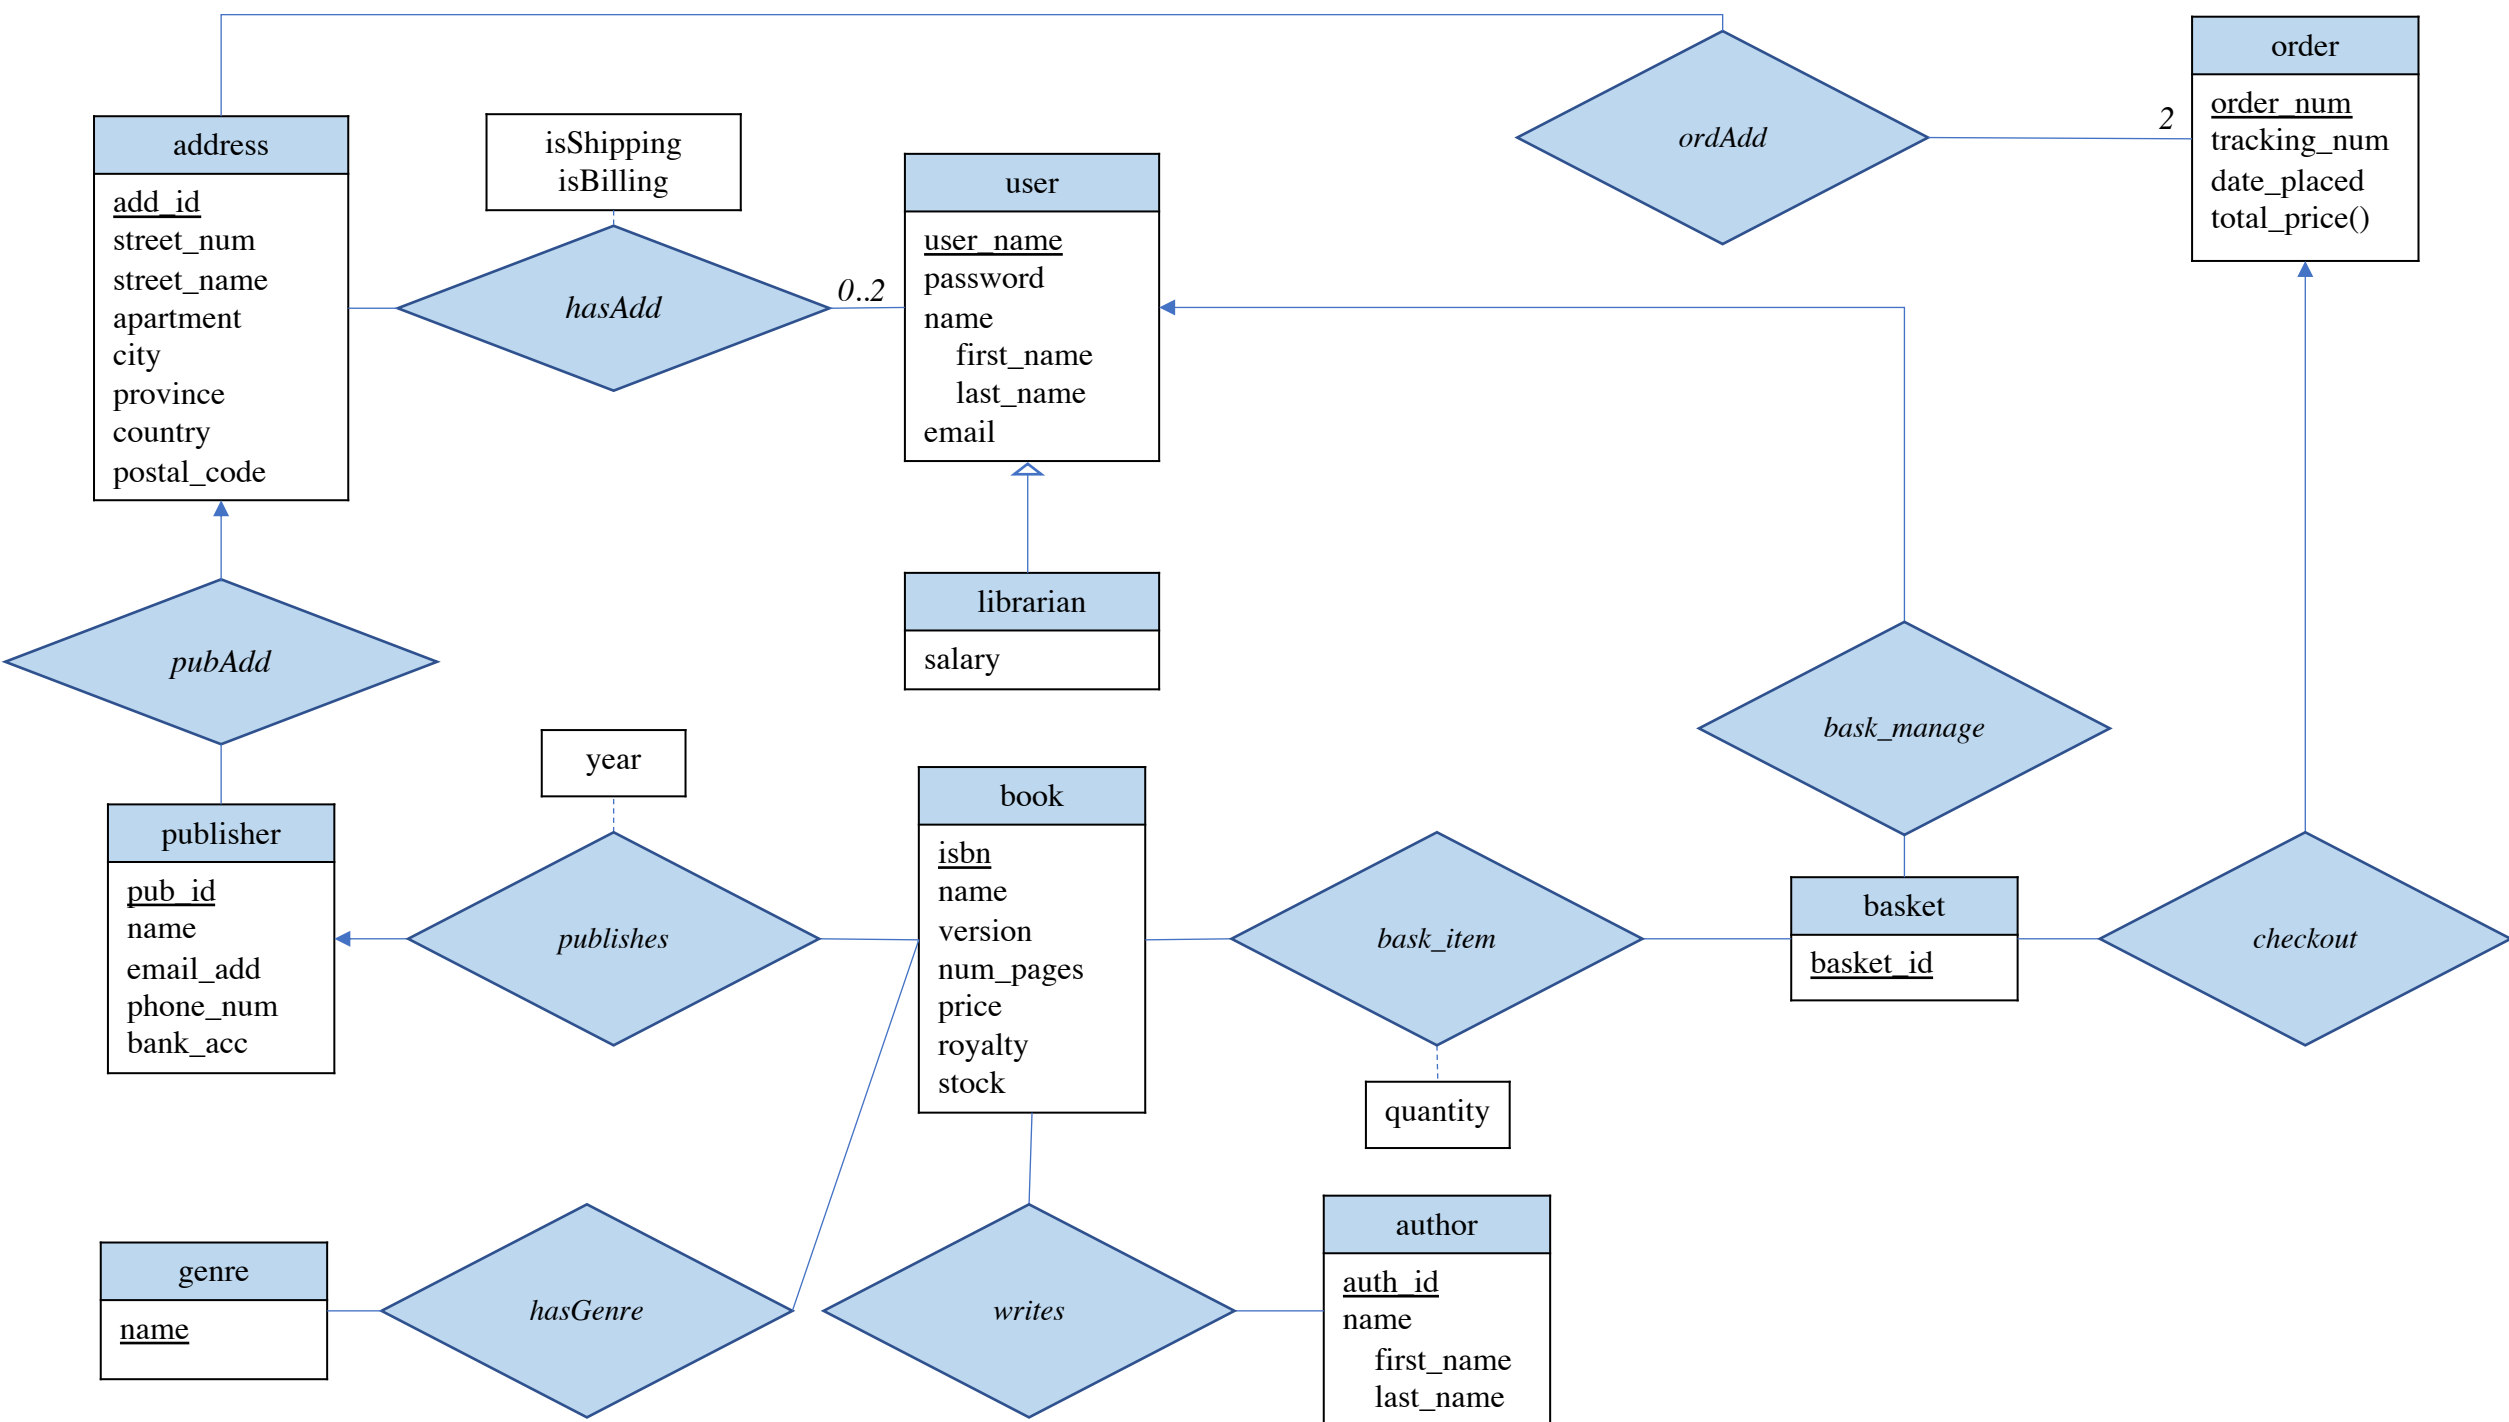 order
order_num
tracking_num
date_placed
total_price()
ordAdd
2
address
add_id
street_num
street_name
apartment
city
province
country
postal_code
isShipping
isBilling
hasAdd
0..2
user
user_name
password
name
first_name
last_name
email
librarian
salary
pubAdd
bask_manage
publisher
pub_id
name
email_add
phone_num
bank_acc
year
publishes
book
isbn
name
version
num_pages
price
royalty
stock
bask_item
quantity
basket
basket_id
checkout
genre
name
hasGenre
writes
author
auth_id
name
first_name
last_name